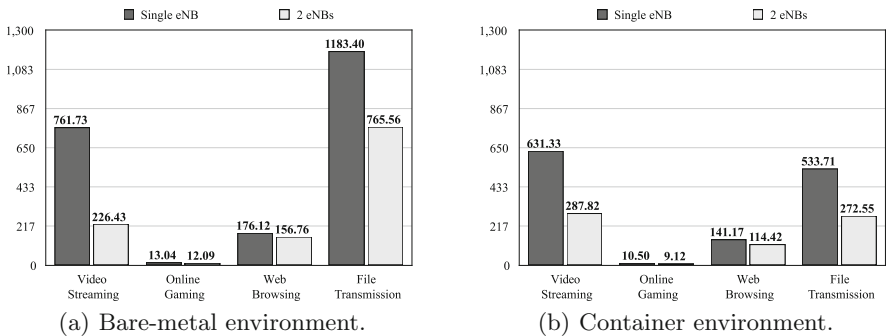 Single eNB 2 eNBs
1,300
1,083
867
650
433
217
0
761.73
226.43
13.04
12.09
176.12
156.76
1183.40
765.56
Video
Streaming
Online
Gaming
Web
Browsing
File
Transmission
(a) Bare-metal environment.
Single eNB 2 eNBs
1,300
1,083
867
650
433
217
0
631.33
287.82
10.50
9.12
141.17
114.42
533.71
272.55
Video
Streaming
Online
Gaming
Web
Browsing
File
Transmission
(b) Container environment.